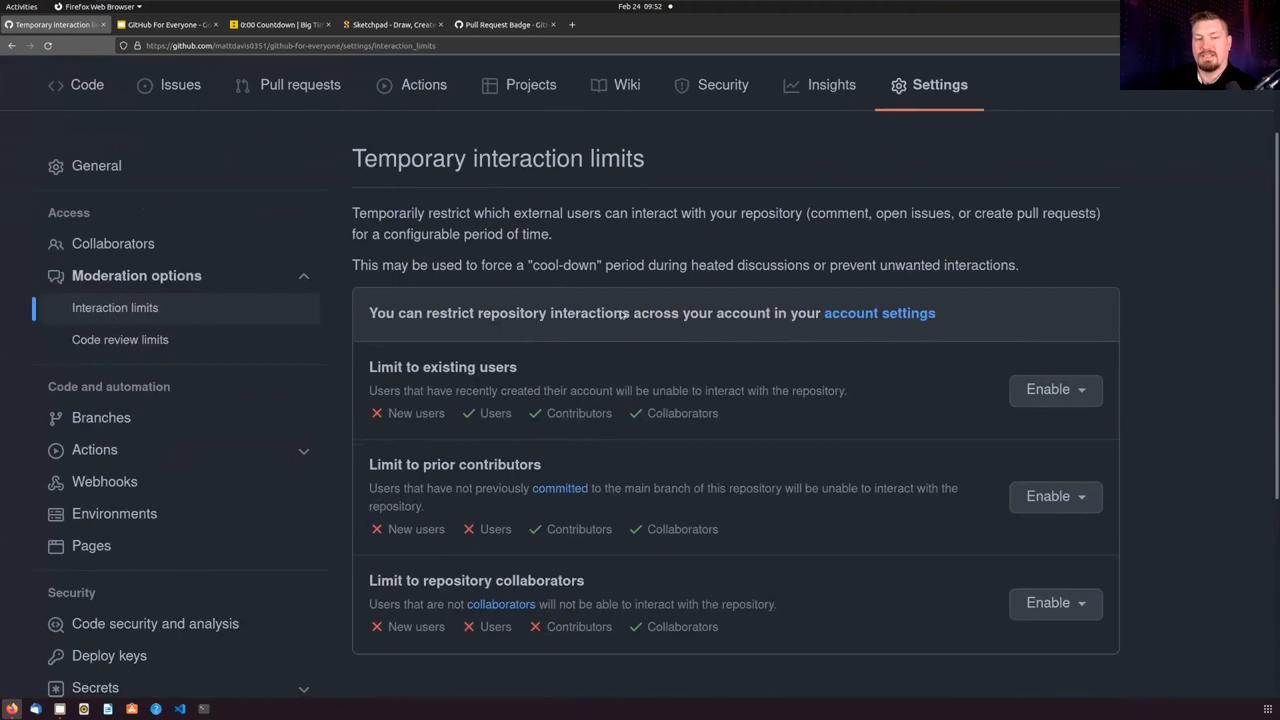 Activities
Firefox Web Browser
Feb 24 09:52
Temporary interaction l
GitHub For Everyone - G
0:00 Countdown | Big Ti
Sketchpad - Draw, Create
Pull Request Badge - Git
https://github.com/mattdavis0351/github-for-everyone/settings/interaction_limits
Code
Issues
Pull requests
Actions
Projects
Wiki
Security
Insights
Settings
General
Access
Collaborators
Moderation options
Interaction limits
Code review limits
Code and automation
Branches
Actions
Webhooks
Environments
Pages
Security
Code security and analysis
Deploy keys
Secrets
Temporary interaction limits
Temporarily restrict which external users can interact with your repository (comment, open issues, or create pull requests)
for a configurable period of time.
This may be used to force a "cool-down" period during heated discussions or prevent unwanted interactions.
You can restrict repository interactions across your account in your account settings
Limit to existing users
Users that have recently created their account will be unable to interact with the repository.
New users Users Contributors Collaborators
Enable
Limit to prior contributors
Users that have not previously committed to the main branch of this repository will be unable to interact with the
repository.
New users Users Contributors Collaborators
Enable
Limit to repository collaborators
Users that are not collaborators will not be able to interact with the repository.
New users Users Contributors Collaborators
Enable